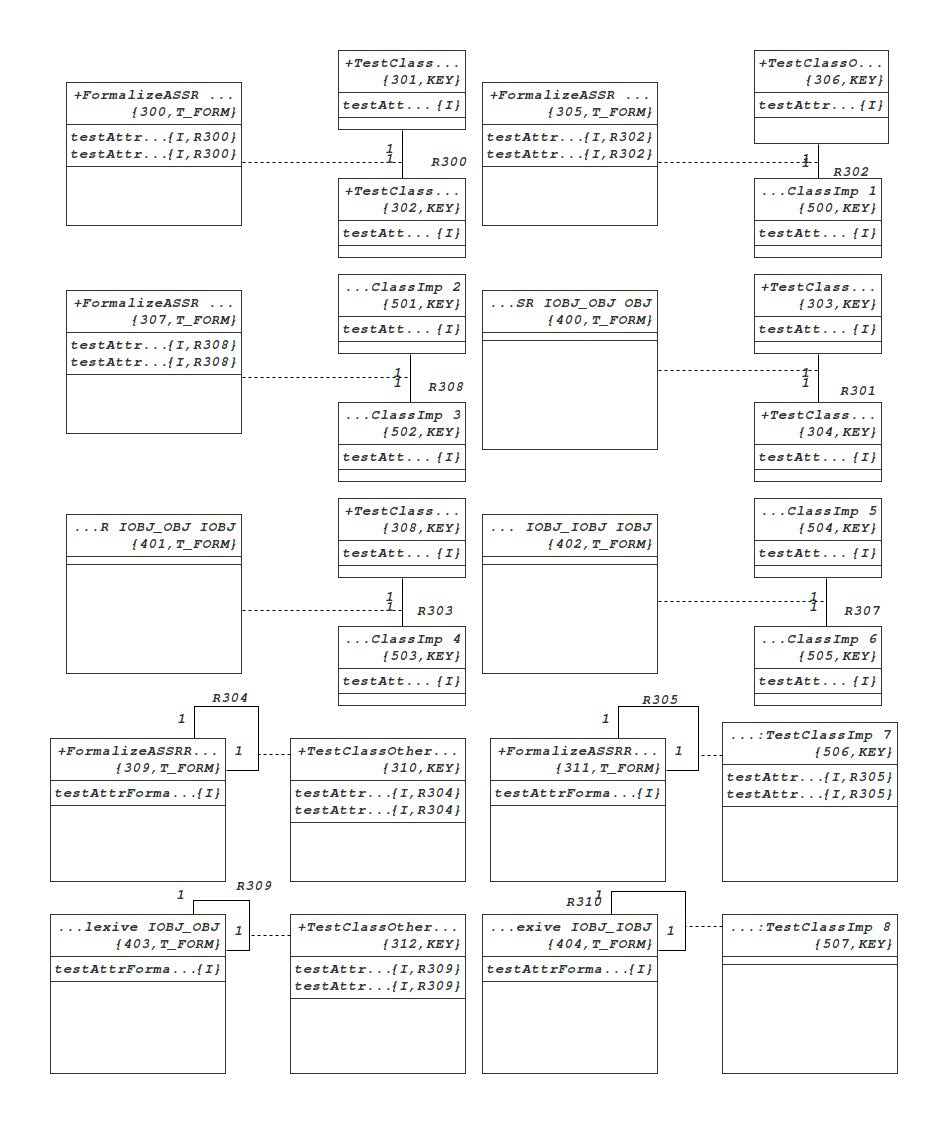 +TestClass...
{301,KEY}
testAtt... {I}
+FormalizeASSR ...
{300,T_FORM}
testAttr...{I,R300}
testAttr...{I,R300}
1
1
R300
+TestClass...
{302,KEY}
testAtt... {I}
+TestClassO...
{306,KEY}
testAttr... {I}
+FormalizeASSR ...
{305,T_FORM}
testAttr...{I,R302}
testAttr...{I,R302}
1
1
R302
...ClassImp 1
{500,KEY}
testAtt... {I}
...ClassImp 2
{501,KEY}
testAtt... {I}
+FormalizeASSR ...
{307,T_FORM}
testAttr...{I,R308}
testAttr...{I,R308}
1
1
R308
...ClassImp 3
{502,KEY}
testAtt... {I}
+TestClass...
{303,KEY}
testAtt... {I}
...SR IOBJ_OBJ OBJ
{400,T_FORM}
1
1
R301
+TestClass...
{304,KEY}
testAtt... {I}
+TestClass...
{308,KEY}
testAtt... {I}
...R IOBJ_OBJ IOBJ
{401,T_FORM}
1
1
R303
...ClassImp 4
{503,KEY}
testAtt... {I}
...ClassImp 5
{504,KEY}
testAtt... {I}
... IOBJ_IOBJ IOBJ
{402,T_FORM}
1
1
R307
...ClassImp 6
{505,KEY}
testAtt... {I}
R304
1
+FormalizeASRR...
{309,T_FORM}
testAttrForma...{I}
1
+TestClassOther...
{310,KEY}
testAttr...{I,R304}
testAttr...{I,R304}
R305
1
+FormalizeASRR...
{311,T_FORM}
testAttrForma...{I}
1
...:TestClassImp 7
{506,KEY}
testAttr...{I,R305}
testAttr...{I,R305}
R309
1
...lexive IOBJ_OBJ
{403,T_FORM}
testAttrForma...{I}
1
+TestClassOther...
{312,KEY}
testAttr...{I,R309}
testAttr...{I,R309}
1
R310
...exive IOBJ_IOBJ
{404,T_FORM}
testAttrForma...{I}
1
...:TestClassImp 8
{507,KEY}